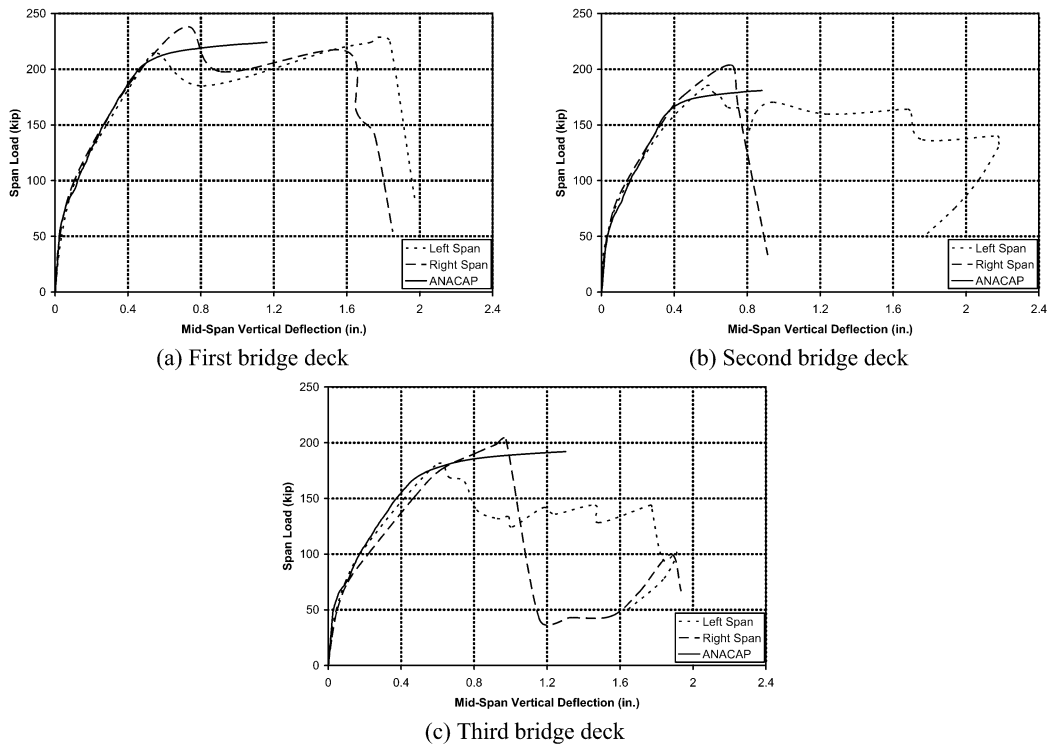 250
200
150
100
50
0
Span Load (kip)
0 0.4 0.8 1.2 1.6 2 2.4
Mid-Span Vertical Deflection (in.)
Left Span
Right Span
ANACAP
(a) First bridge deck
250
200
150
100
50
0
Span Load (kip)
0 0.4 0.8 1.2 1.6 2 2.4
Mid-Span Vertical Deflection (in.)
Left Span
Right Span
ANACAP
(b) Second bridge deck
250
200
150
100
50
0
Span Load (kip)
0 0.4 0.8 1.2 1.6 2 2.4
Mid-Span Vertical Deflection (in.)
Left Span
Right Span
ANACAP
(c) Third bridge deck